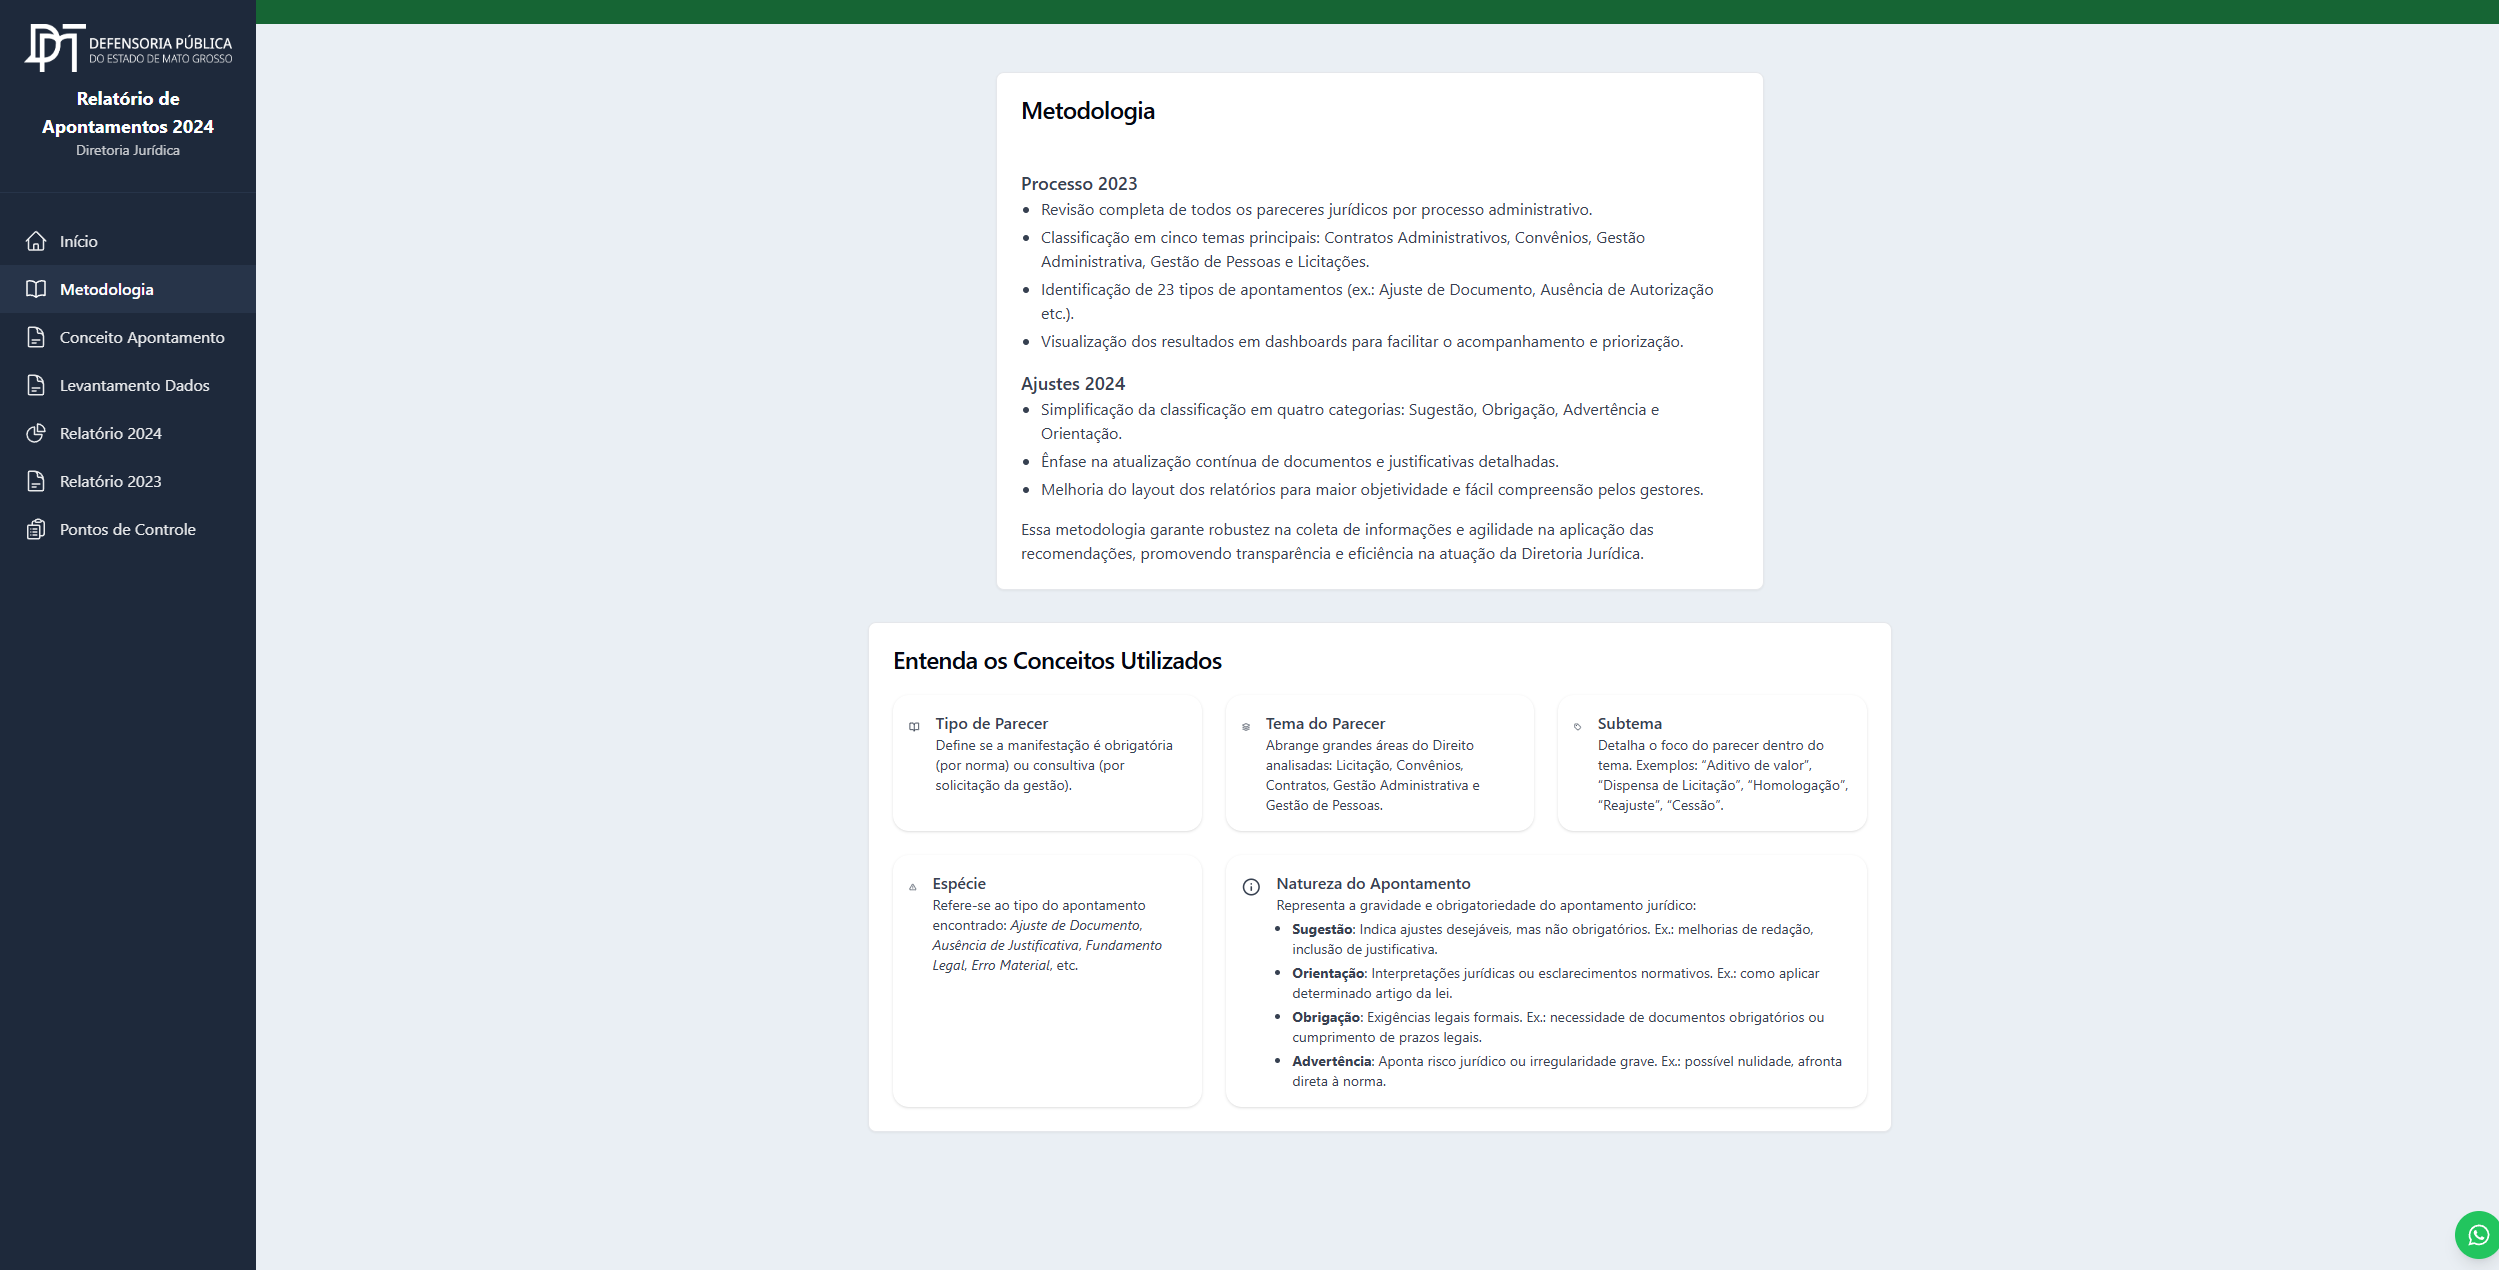 DEFENSORIA PÚBLICA
DO ESTADO DE MATO GROSSO
Relatório de
Apontamentos 2024
Diretoria Jurídica
Início
Metodologia
Conceito Apontamento
Levantamento Dados
Relatório 2024
Relatório 2023
Pontos de Controle
Metodologia
Processo 2023
• Revisão completa de todos os pareceres jurídicos por processo administrativo.
• Classificação em cinco temas principais: Contratos Administrativos, Convênios, Gestão
Administrativa, Gestão de Pessoas e Licitações.
• Identificação de 23 tipos de apontamentos (ex.: Ajuste de Documento, Ausência de Autorização
etc.).
• Visualização dos resultados em dashboards para facilitar o acompanhamento e priorização.
Ajustes 2024
• Simplificação da classificação em quatro categorias: Sugestão, Obrigação, Advertência e
Orientação.
• Ênfase na atualização contínua de documentos e justificativas detalhadas.
• Melhoria do layout dos relatórios para maior objetividade e fácil compreensão pelos gestores.
Essa metodologia garante robustez na coleta de informações e agilidade na aplicação das
recomendações, promovendo transparência e eficiência na atuação da Diretoria Jurídica.
Entenda os Conceitos Utilizados
Tipo de Parecer
Define se a manifestação é obrigatória
(por norma) ou consultiva (por
solicitação da gestão).
Tema do Parecer
Abrange grandes áreas do Direito
analisadas: Licitação, Convênios,
Contratos, Gestão Administrativa e
Gestão de Pessoas.
Subtema
Detalha o foco do parecer dentro do
tema. Exemplos: “Aditivo de valor”,
“Dispensa de Licitação”, “Homologação”,
“Reajuste”, “Cessão”.
Espécie
Refere-se ao tipo do apontamento
encontrado: Ajuste de Documento,
Ausência de Justificativa, Fundamento
Legal, Erro Material, etc.
Natureza do Apontamento
Representa a gravidade e obrigatoriedade do apontamento jurídico:
• Sugestão: Indica ajustes desejáveis, mas não obrigatórios. Ex.: melhorias de redação,
inclusão de justificativa.
• Orientação: Interpretações jurídicas ou esclarecimentos normativos. Ex.: como aplicar
determinado artigo da lei.
• Obrigação: Exigências legais formais. Ex.: necessidade de documentos obrigatórios ou
cumprimento de prazos legais.
• Advertência: Aponta risco jurídico ou irregularidade grave. Ex.: possível nulidade, afronta
direta à norma.